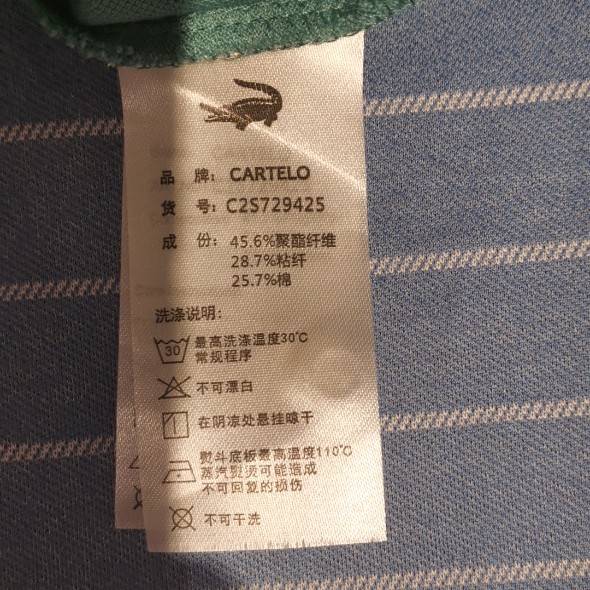 品 牌: CARTELO
货 号: C2S729425
成 份: 45.6%聚酯纤维
28.7%粘纤
25.7%棉
洗涤说明:
30 最高洗涤温度30℃
常规程序
不可漂白
在阴凉处悬挂晾干
熨斗底板最高温度110℃
蒸汽熨烫可能造成
不可回复的损伤
不可干洗